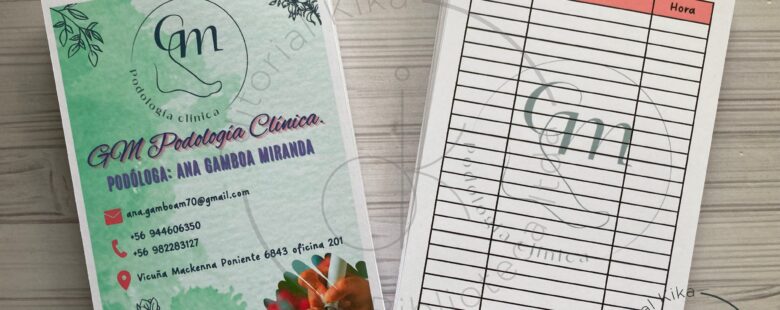 GM
Podología clínica
GM Podología Clínica.
PODÓLOGA: ANA GAMBOA MIRANDA
ana.gamboam70@gmail.com
+56 944606350
+56 982283127
Vicuña Mackenna Poniente 6843 oficina 201
Hora
GM
Podología clínica
Kika